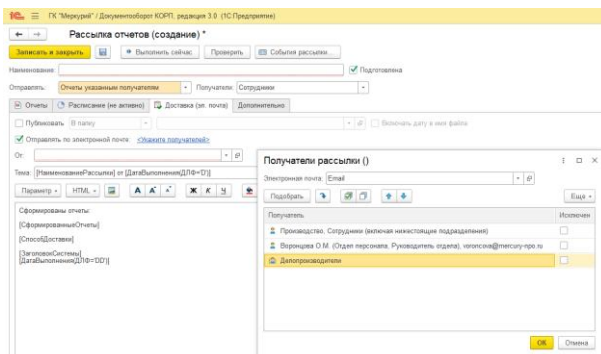 1С ГК "Меркурий" / Документооборот КОРП, редакция 3.0 (1С:Предприятие)
Рассылка отчетов (создание) *
Записать и закрыть Выполнить сейчас Проверить События рассылки...
Наименование: Подготовлена
Отправлять: Отчеты указанным получателям Получатели: Сотрудники
Отчеты Расписание (не активно) Доставка (эл. почта) Дополнительно
Публиковать В папку Включать дату в имя файла
Отправлять по электронной почте <Укажите получателей>
От:
Тема: [НаименованиеРассылки] от [ДатаВыполнения(ДЛФ='D')]
Параметр HTML А А А Ж К Ч
Сформированы отчеты:
[СформированныеОтчеты]
[СпособДоставки]
[ЗаголовокСистемы]
[ДатаВыполнения(ДЛФ='DD')]
Получатели рассылки ()
Электронная почта: Email
Подобрать Еще
Получатель Исключен
Производство, Сотрудники (включая нижестоящие подразделения)
Воронцова О.М. (Отдел персонала, Руководитель отдела), voroncova@mercury-npo.ru
Делопроизводители
ОК Отмена